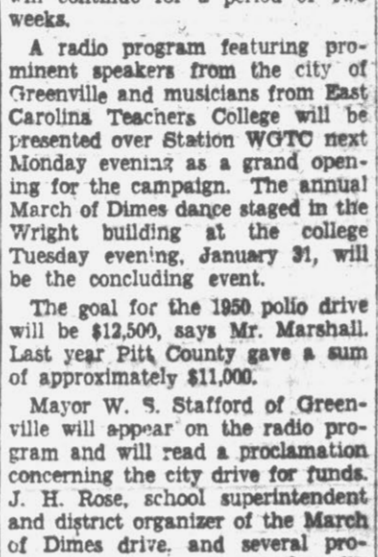 will continue for a period of two
weeks.
A radio program featuring pro-
minent speakers from the city of
Greenville and musicians from East
Carolina Teachers College will be
presented over Station WGTC next
Monday evening as a grand open-
ing for the campaign. The annual
March of Dimes dance staged in the
Wright building at the college
Tuesday evening, January 31, will
be the concluding event.
The goal for the 1950 polio drive
will be $12,500, says Mr. Marshall.
Last year Pitt County gave a sum
of approximately $11,000.
Mayor W. S. Stafford of Green-
ville will appear on the radio pro-
gram and will read a proclamation
concerning the city drive for funds.
J. H. Rose, school superintendent
and district organizer of the March
of Dimes drive, and several pro-